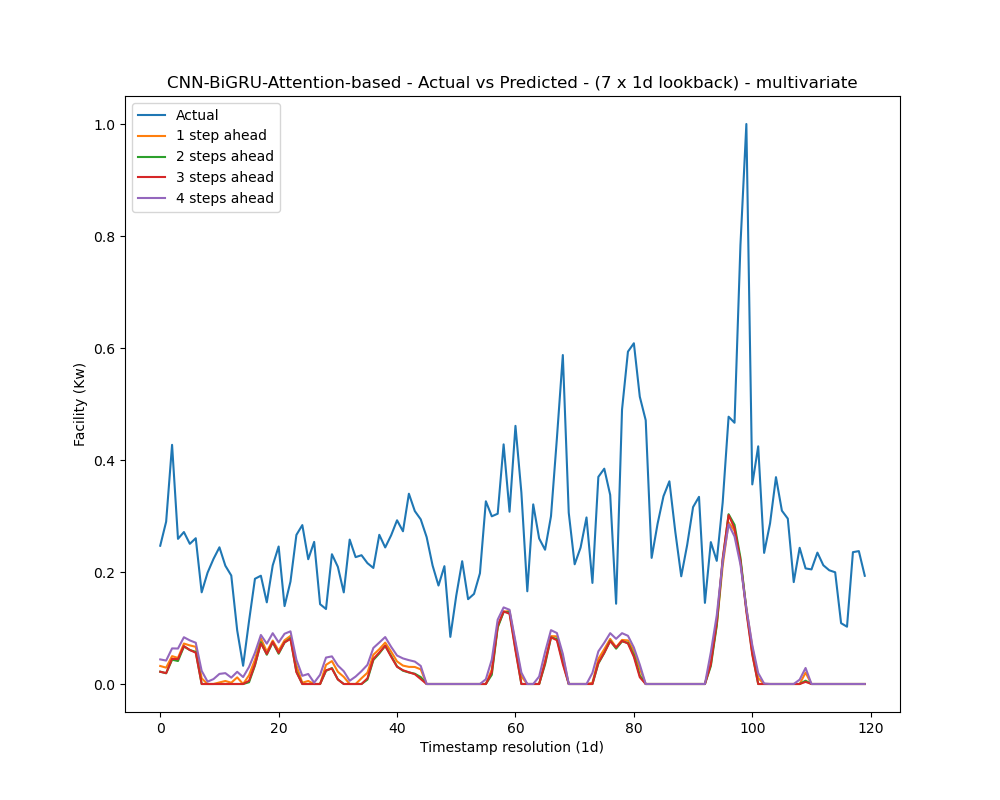 CNN-BiGRU-Attention-based - Actual vs Predicted - (7 x 1d lookback) - multivariate
Actual
1 step ahead
2 steps ahead
3 steps ahead
4 steps ahead
1.0
0.8
0.6
0.4
0.2
0.0
Facility (Kw)
0 20 40 60 80 100 120
Timestamp resolution (1d)